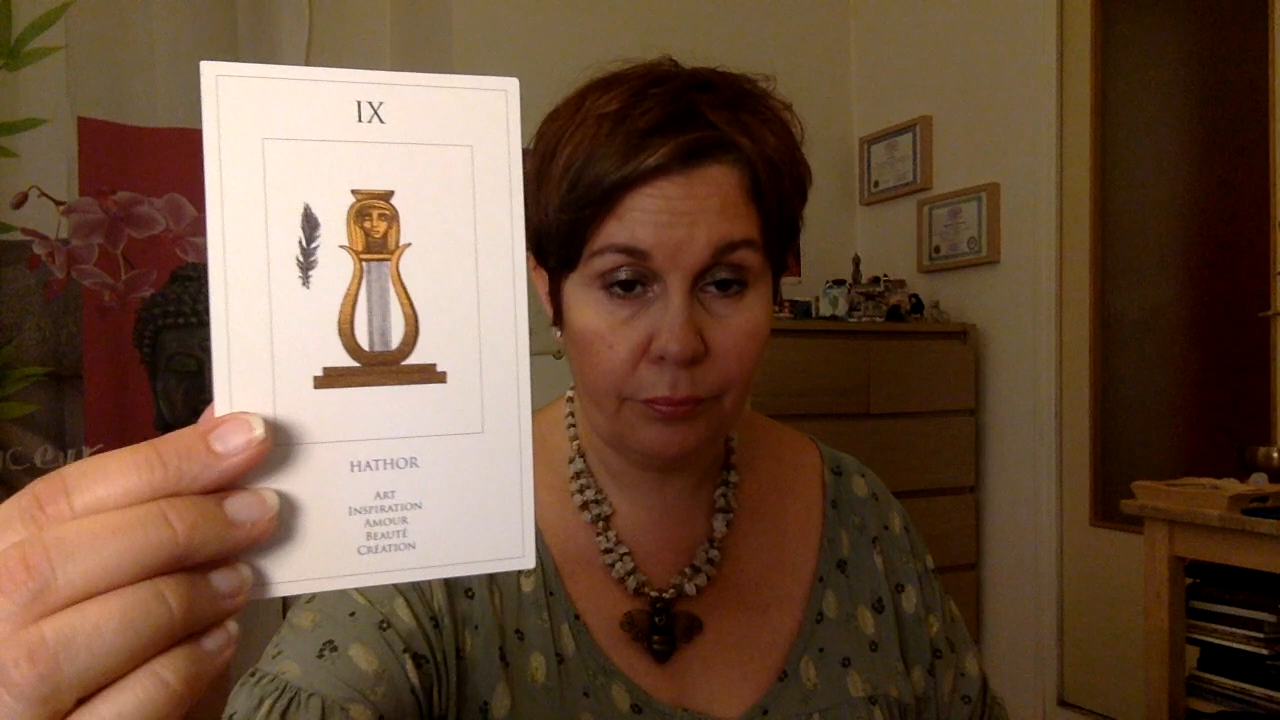 IX
HATHOR
ART
INSPIRATION
AMOUR
BEAUTÉ
CRÉATION